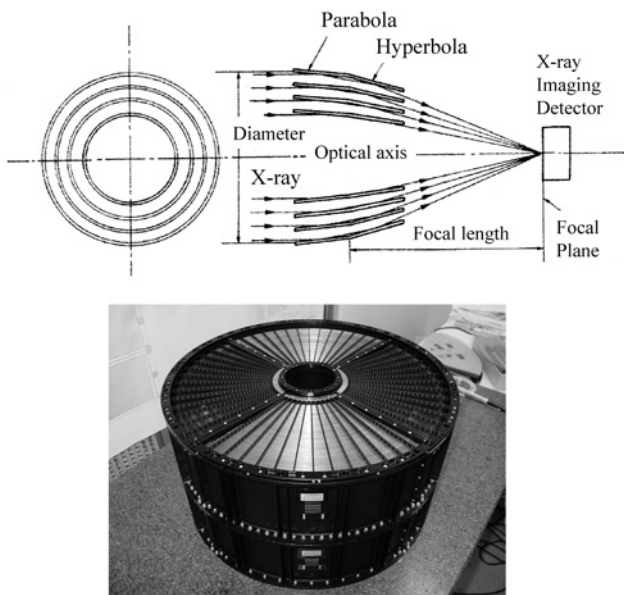 Parabola
Hyperbola
X-ray
Imaging
Detector
Diameter
Optical axis
X-ray
Focal length
Focal
Plane